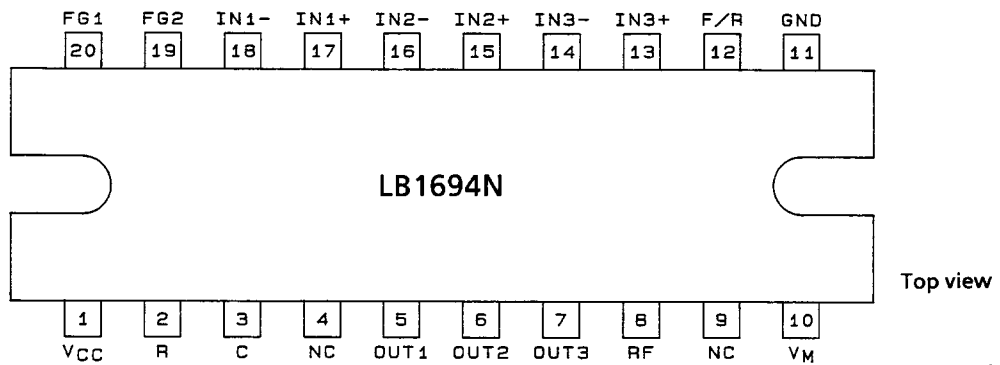 FG1 FG2 IN1- IN1+ IN2- IN2+ IN3- IN3+ F/R GND
20 19 18 17 16 15 14 13 12 11
LB1694N
Top view
1 2 3 4 5 6 7 8 9 10
VCC R C NC OUT1 OUT2 OUT3 RF NC VM